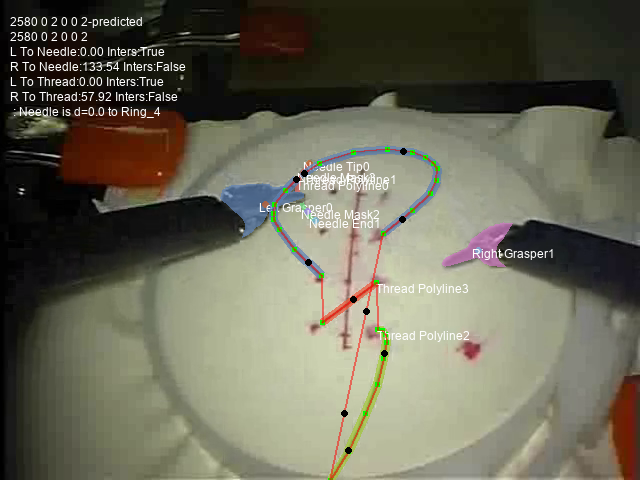 2580 0 2 0 0 2-predicted
2580 0 2 0 0 2
L To Needle:0.00 Inters:True
R To Needle:133.54 Inters:False
L To Thread:0.00 Inters:True
R To Thread:57.92 Inters:False
: Needle is d=0.0 to Ring_4
Needle Tip0
Thread Polyline0
Left Grasper0
Needle Mask2
Needle End1
Right Grasper1
Thread Polyline3
Thread Polyline2